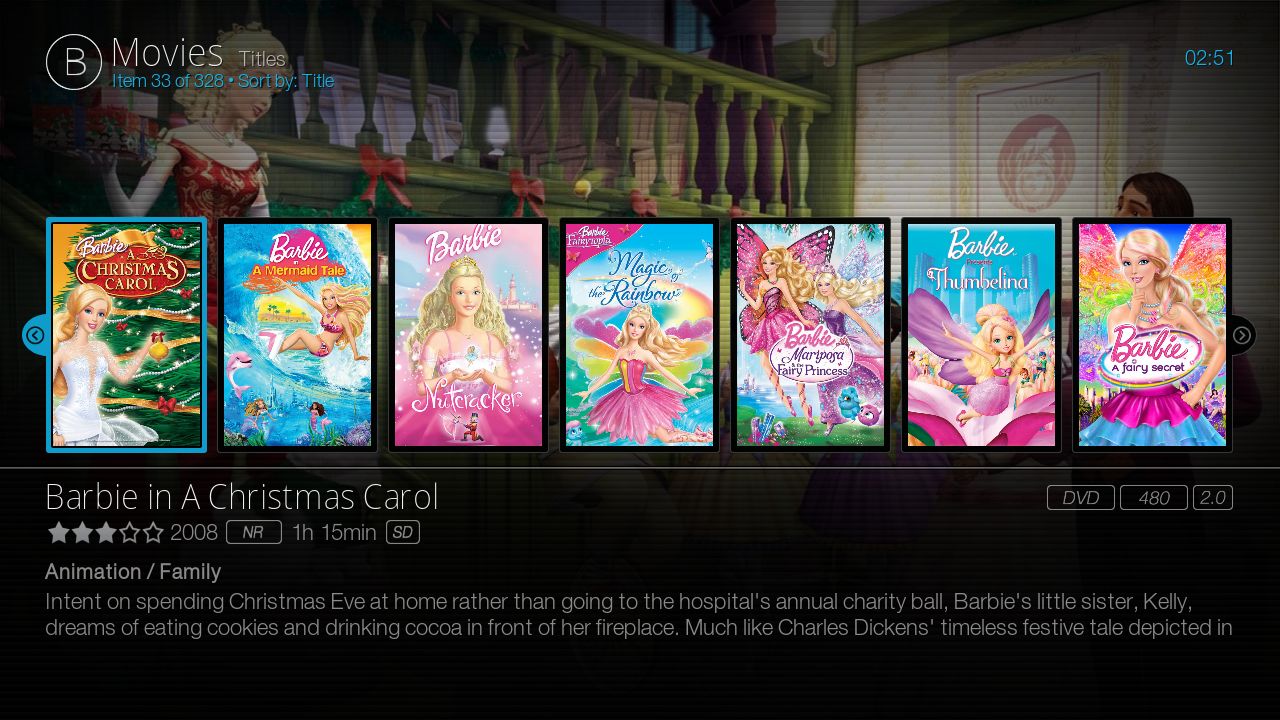 B Movies Titles
Item 33 of 328 • Sort by: Title
02:51
FUTURE
Barbie
in
A
CHRISTMAS
CAROL
Barbie
in
A Mermaid Tale
Barbie
in the
Nutcracker
Barbie
Fairytopia
Magic
of
the Rainbow
Barbie
Mariposa
& the
Fairy Princess
Barbie
Presents
Thumbelina
Barbie
A fairy secret
Barbie in A Christmas Carol
DVD 480 2.0
2008 NR 1h 15min SD
Animation / Family
Intent on spending Christmas Eve at home rather than going to the hospital's annual charity ball, Barbie's little sister, Kelly,
dreams of eating cookies and drinking cocoa in front of her fireplace. Much like Charles Dickens' timeless festive tale depicted in